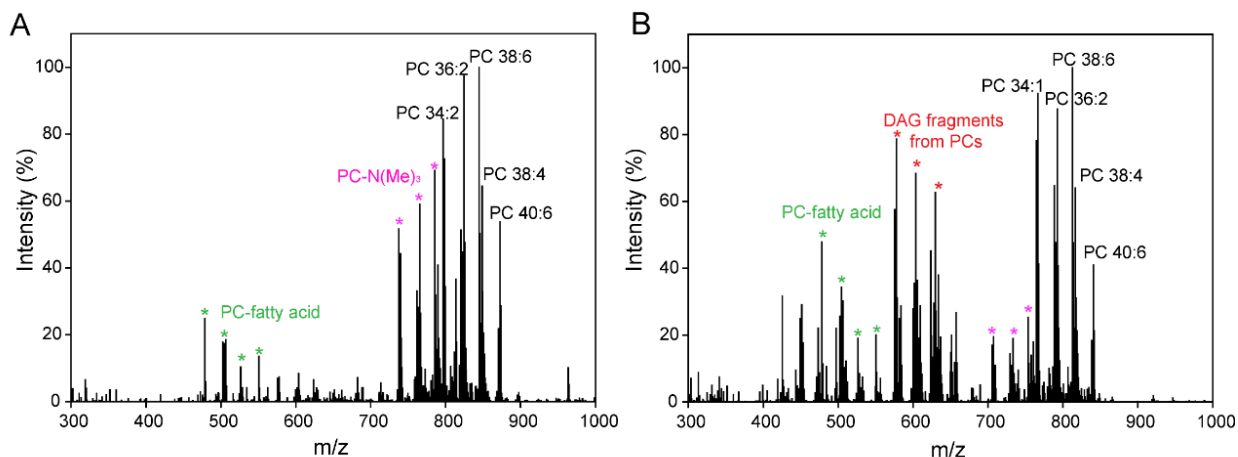 A
PC 36:2
PC 38:6
PC 34:2
PC-N(Me)₃
*
*
*
PC 38:4
PC 40:6
PC-fatty acid
*
*
*
*
Intensity (%)
100
80
60
40
20
0
300 400 500 600 700 800 900 1000
m/z
B
PC 38:6
PC 34:1
PC 36:2
DAG fragments
from PCs
*
*
*
PC 38:4
PC-fatty acid
*
*
*
*
PC 40:6
*
*
*
Intensity (%)
100
80
60
40
20
0
300 400 500 600 700 800 900 1000
m/z